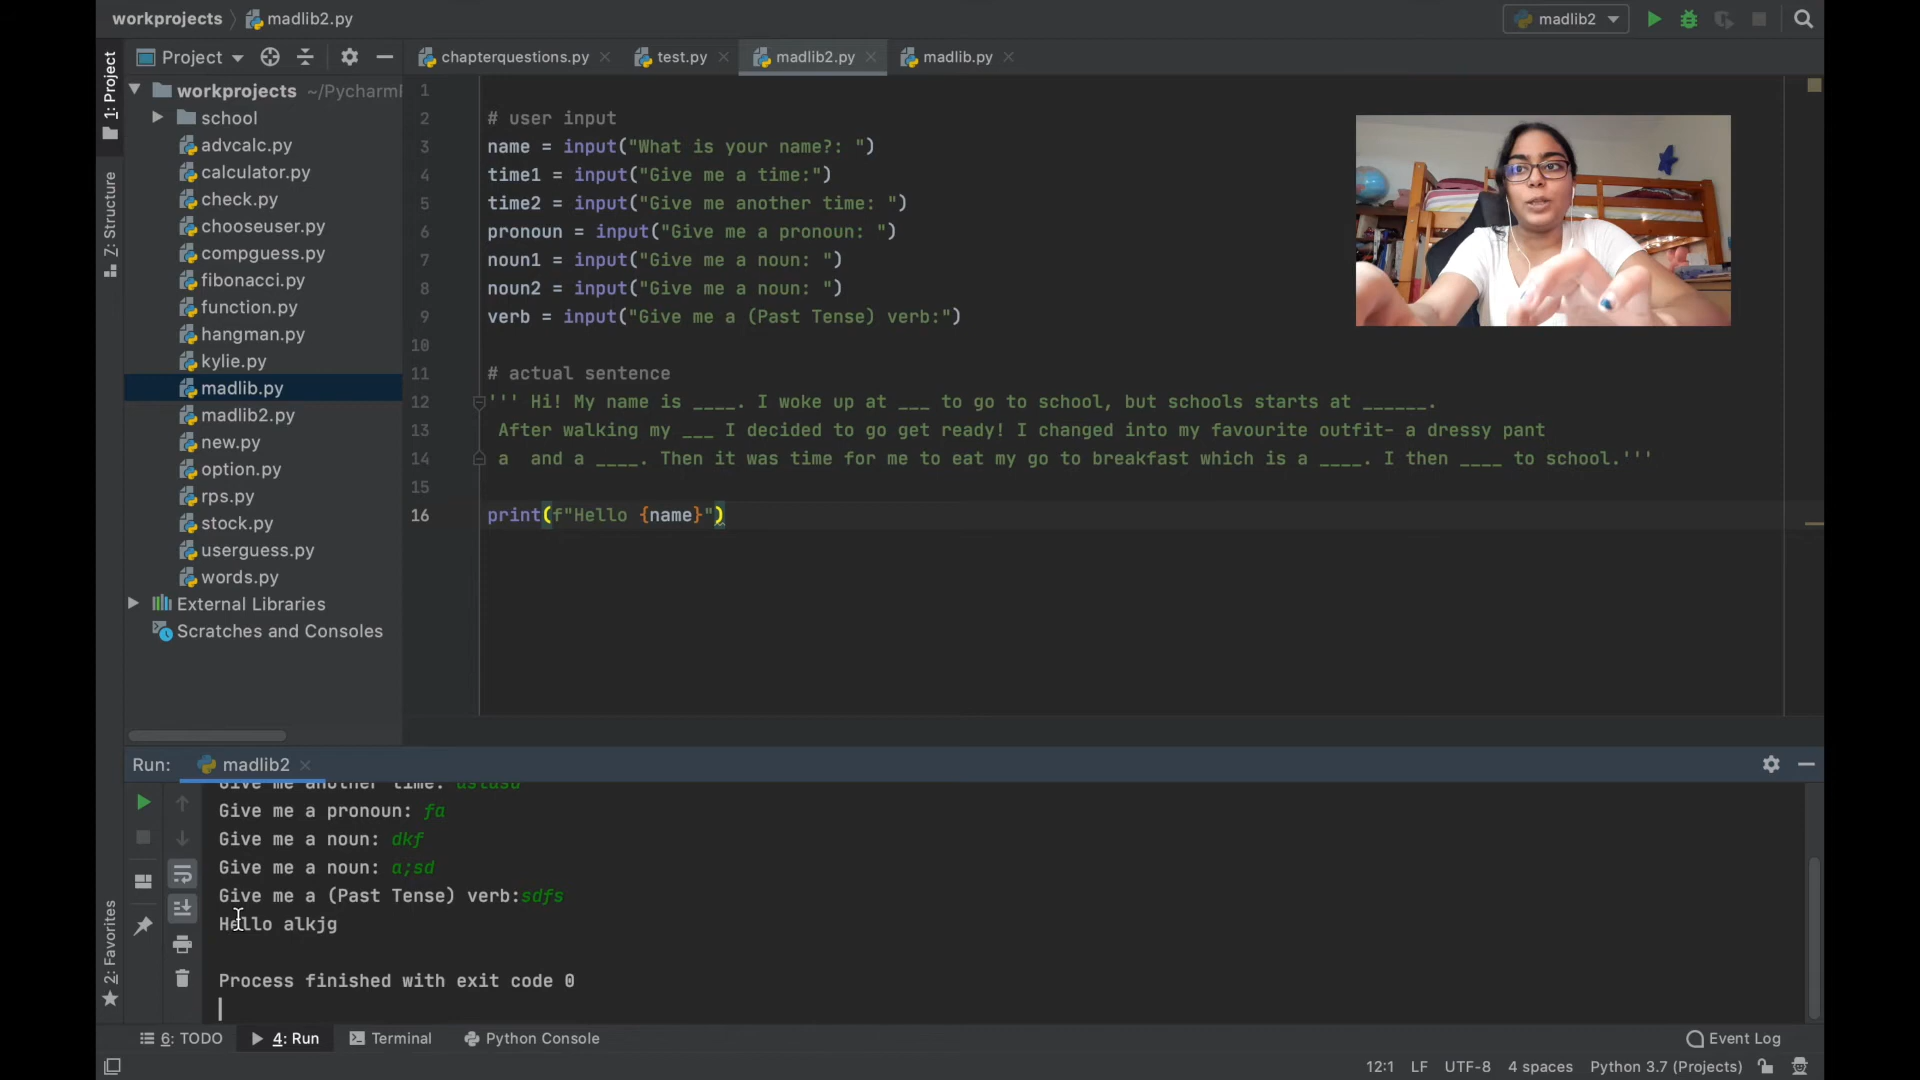 workprojects madlib2.py madlib2
Project chapterquestions.py test.py madlib2.py madlib.py
1: Project
Z: Structure
2: Favorites
workprojects ~/Pycharm
school
advcalc.py
calculator.py
check.py
chooseuser.py
compguess.py
fibonacci.py
function.py
hangman.py
kylie.py
madlib.py
madlib2.py
new.py
option.py
rps.py
stock.py
userguess.py
words.py
External Libraries
Scratches and Consoles
1
2 # user input
3 name = input("What is your name?: ")
4 time1 = input("Give me a time:")
5 time2 = input("Give me another time: ")
6 pronoun = input("Give me a pronoun: ")
7 noun1 = input("Give me a noun: ")
8 noun2 = input("Give me a noun: ")
9 verb = input("Give me a (Past Tense) verb:")
10
11 # actual sentence
12 ''' Hi! My name is ____. I woke up at ___ to go to school, but schools starts at ______.
13 After walking my ___ I decided to go get ready! I changed into my favourite outfit- a dressy pant
14 a  and a ____. Then it was time for me to eat my go to breakfast which is a ____. I then ____ to school.'''
15
16 print(f"Hello {name}")
Run: madlib2
Give me another time:
Give me a pronoun: fa
Give me a noun: dkf
Give me a noun: a;sd
Give me a (Past Tense) verb:sdfs
Hello alkjg
Process finished with exit code 0
6: TODO 4: Run Terminal Python Console Event Log
12:1 LF UTF-8 4 spaces Python 3.7 (Projects)